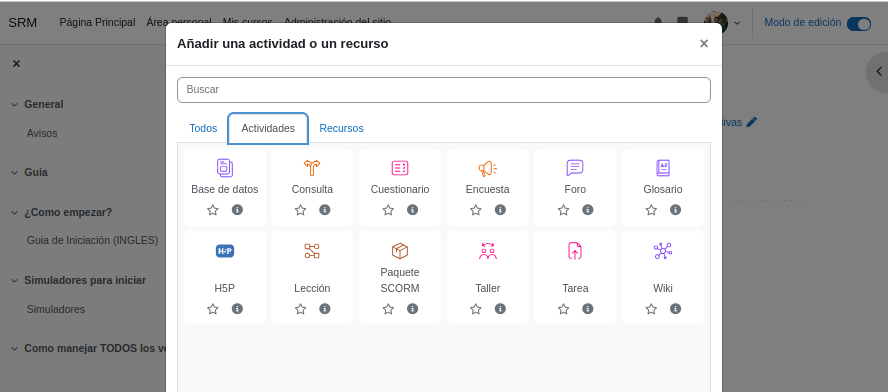 SRM Página Principal Área personal Mis cursos Administración del sitio Modo de edición
Añadir una actividad o un recurso
Buscar
Todos Actividades Recursos
Base de datos Consulta Cuestionario Encuesta Foro Glosario
H5P Lección Paquete SCORM Taller Tarea Wiki
General
Avisos
Guia
¿Como empezar?
Guia de Iniciación (INGLES)
Simuladores para iniciar
Simuladores
Como manejar TODOS los